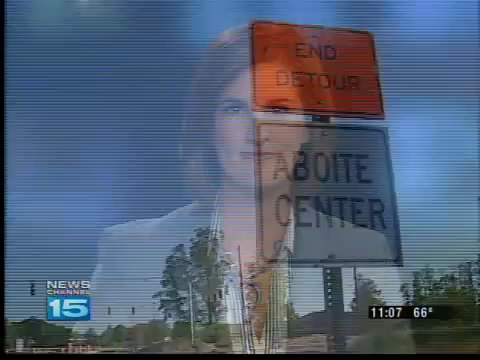 END
DETOUR
ABOITE
CENTER
NEWS
CHANNEL
15
11:07 66°